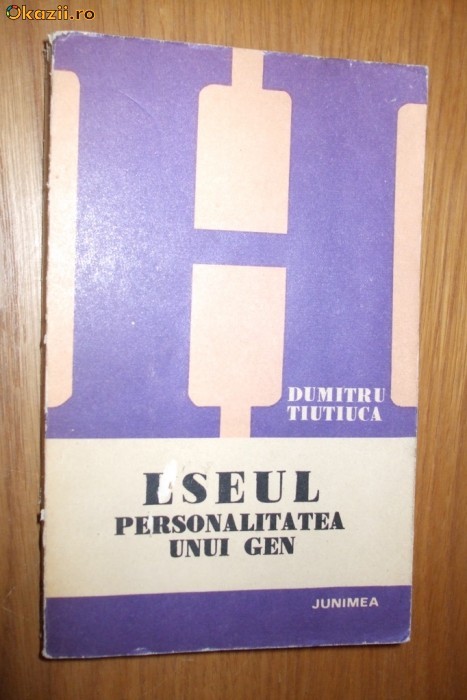 Okazii.ro
H
DUMITRU
TIUTIUCA
ESEUL
PERSONALITATEA
UNUI GEN
JUNIMEA